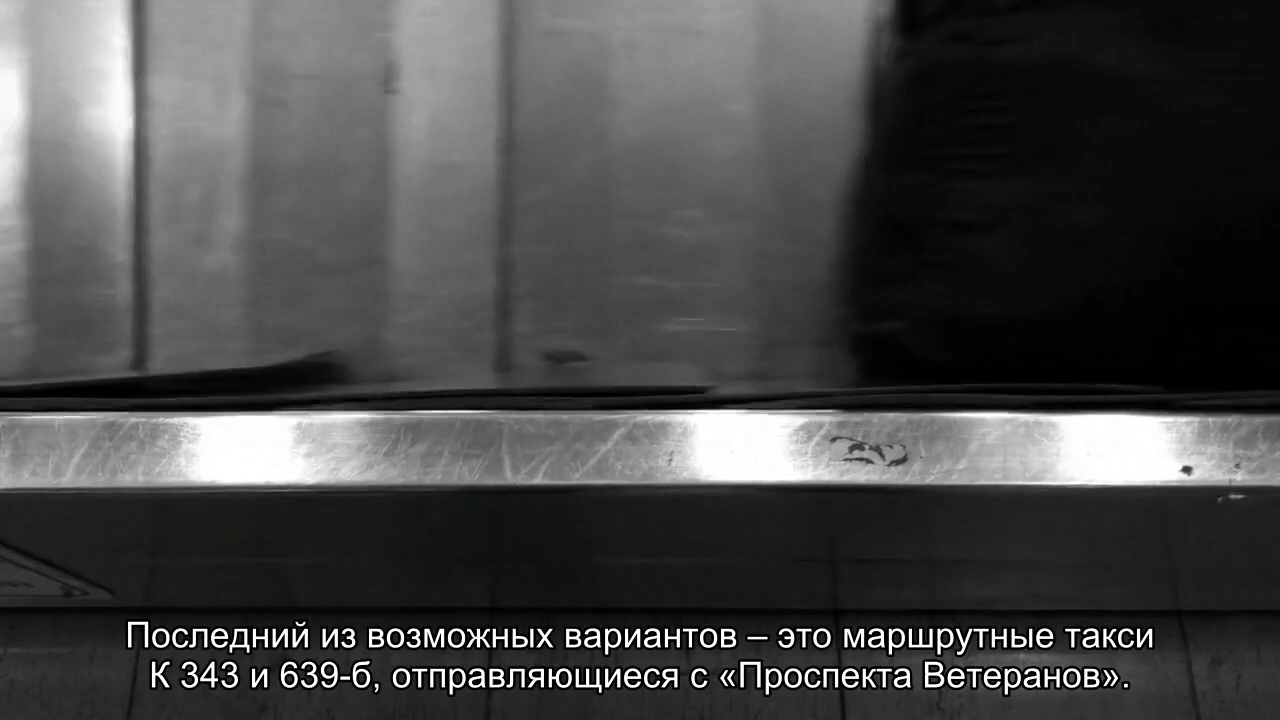 Последний из возможных вариантов – это маршрутные такси
К 343 и 639-б, отправляющиеся с «Проспекта Ветеранов».